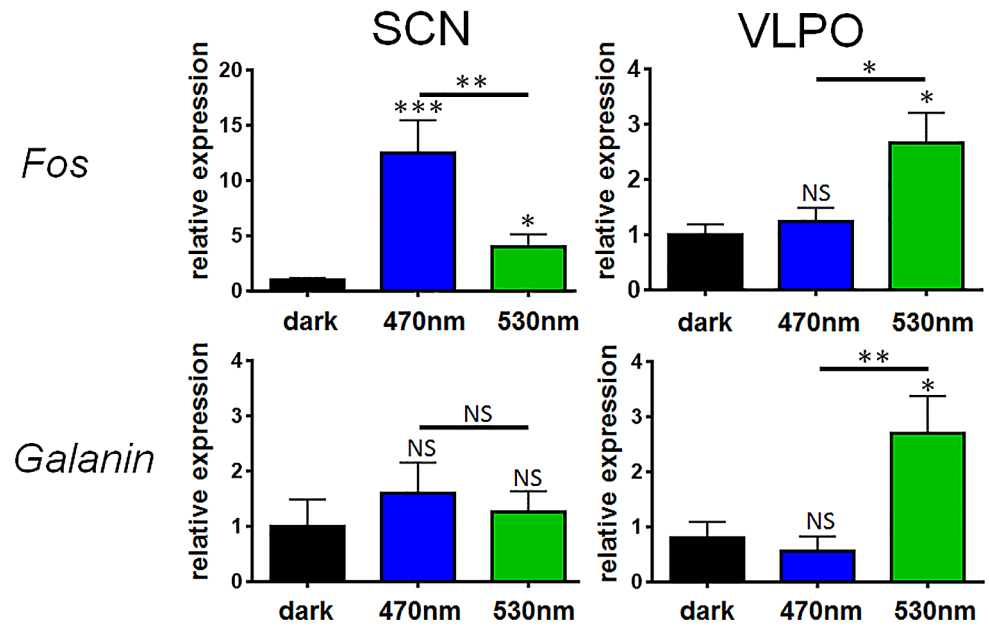 SCN
VLPO
Fos
relative expression
20
15
10
5
0
***
**
*
dark
470nm
530nm
relative expression
4
3
2
1
0
NS
*
*
dark
470nm
530nm
Galanin
relative expression
4
3
2
1
0
NS
NS
NS
dark
470nm
530nm
relative expression
4
3
2
1
0
NS
**
*
dark
470nm
530nm